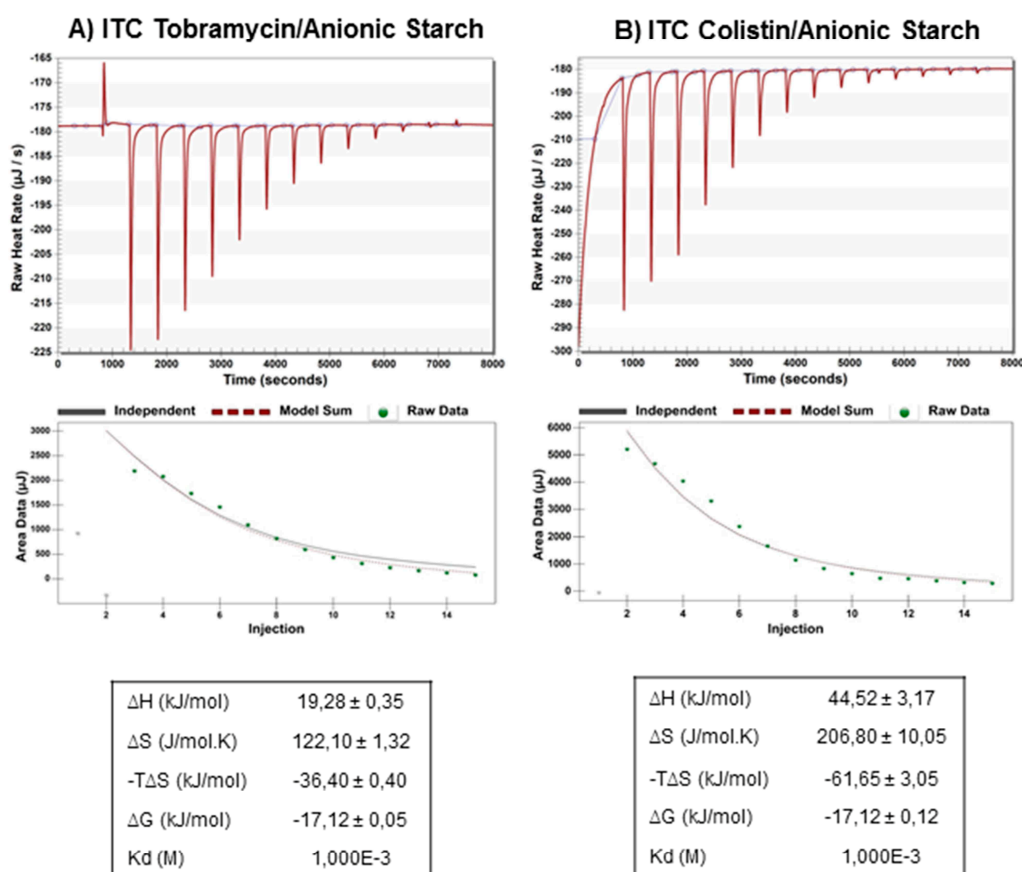 A) ITC Tobramycin/Anionic Starch
-165
-170
-175
-180
-185
-190
-195
-200
-205
-210
-215
-220
-225
Raw Heat Rate (µJ / s)
0 1000 2000 3000 4000 5000 6000 7000 8000
Time (seconds)
Independent Model Sum Raw Data
3000
2500
2000
1500
1000
500
0
Area Data (µJ)
2 4 6 8 10 12 14
Injection
ΔH (kJ/mol) 19,28 ± 0,35
ΔS (J/mol.K) 122,10 ± 1,32
-TΔS (kJ/mol) -36,40 ± 0,40
ΔG (kJ/mol) -17,12 ± 0,05
Kd (M) 1,000E-3
B) ITC Colistin/Anionic Starch
-180
-190
-200
-210
-220
-230
-240
-250
-260
-270
-280
-290
-300
Raw Heat Rate (µJ / s)
0 1000 2000 3000 4000 5000 6000 7000 8000
Time (seconds)
Independent Model Sum Raw Data
6000
5000
4000
3000
2000
1000
0
Area Data (µJ)
2 4 6 8 10 12 14
Injection
ΔH (kJ/mol) 44,52 ± 3,17
ΔS (J/mol.K) 206,80 ± 10,05
-TΔS (kJ/mol) -61,65 ± 3,05
ΔG (kJ/mol) -17,12 ± 0,12
Kd (M) 1,000E-3